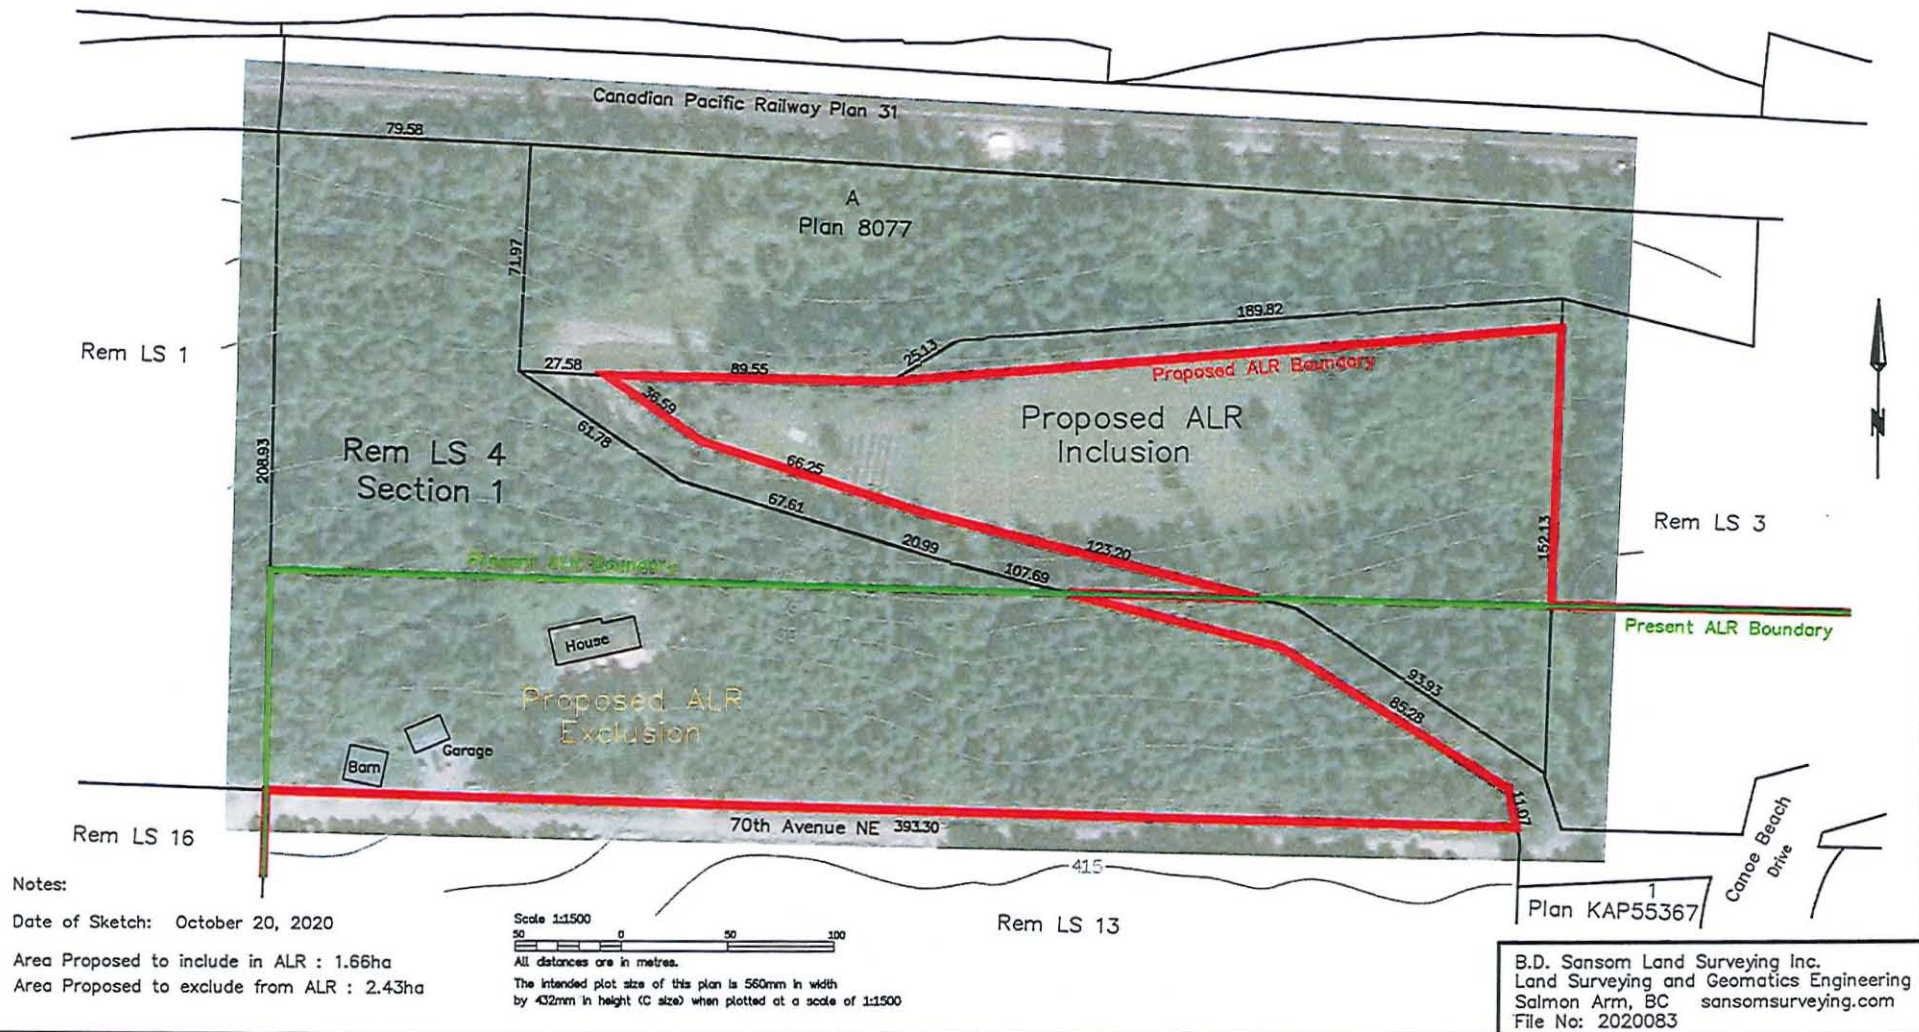 Canadian Pacific Railway Plan 31
79.58
A
Plan 8077
71.97
189.82
25.13
Rem LS 1
27.58
89.55
Proposed ALR Boundary
36.59
61.78
Proposed ALR
Inclusion
Rem LS 4
Section 1
208.93
66.25
67.61
Rem LS 3
152.13
20.99
123.20
107.69
Present ALR Boundary
Present ALR Boundary
House
93.93
85.28
Proposed ALR
Exclusion
Garage
Barn
11.07
70th Avenue NE 393.30
Rem LS 16
Canoe Beach
Drive
415
1
Plan KAP55367
Rem LS 13
N
Notes:
Date of Sketch: October 20, 2020
Area Proposed to include in ALR : 1.66ha
Area Proposed to exclude from ALR : 2.43ha
Scale 1:1500
50 0 50 100
All distances are in metres.
The intended plot size of this plan is 560mm in width
by 432mm in height (C size) when plotted at a scale of 1:1500
B.D. Sansom Land Surveying Inc.
Land Surveying and Geomatics Engineering
Salmon Arm, BC sansomsurveying.com
File No: 2020083